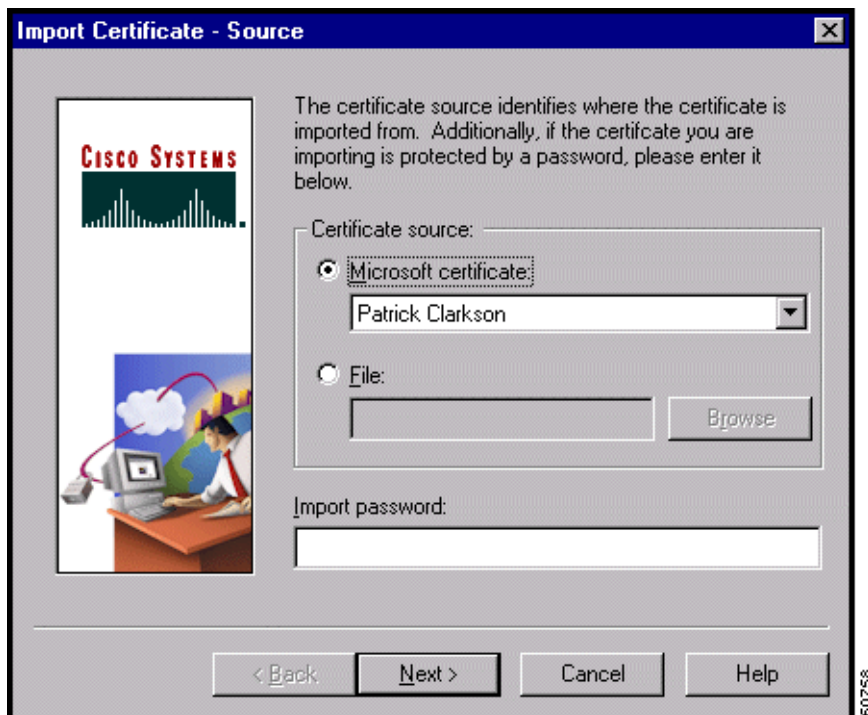 Import Certificate - Source
CISCO SYSTEMS
The certificate source identifies where the certificate is
imported from. Additionally, if the certifcate you are
importing is protected by a password, please enter it
below.
Certificate source:
Microsoft certificate:
Patrick Clarkson
File:
Browse
Import password:
< Back
Next >
Cancel
Help
50758